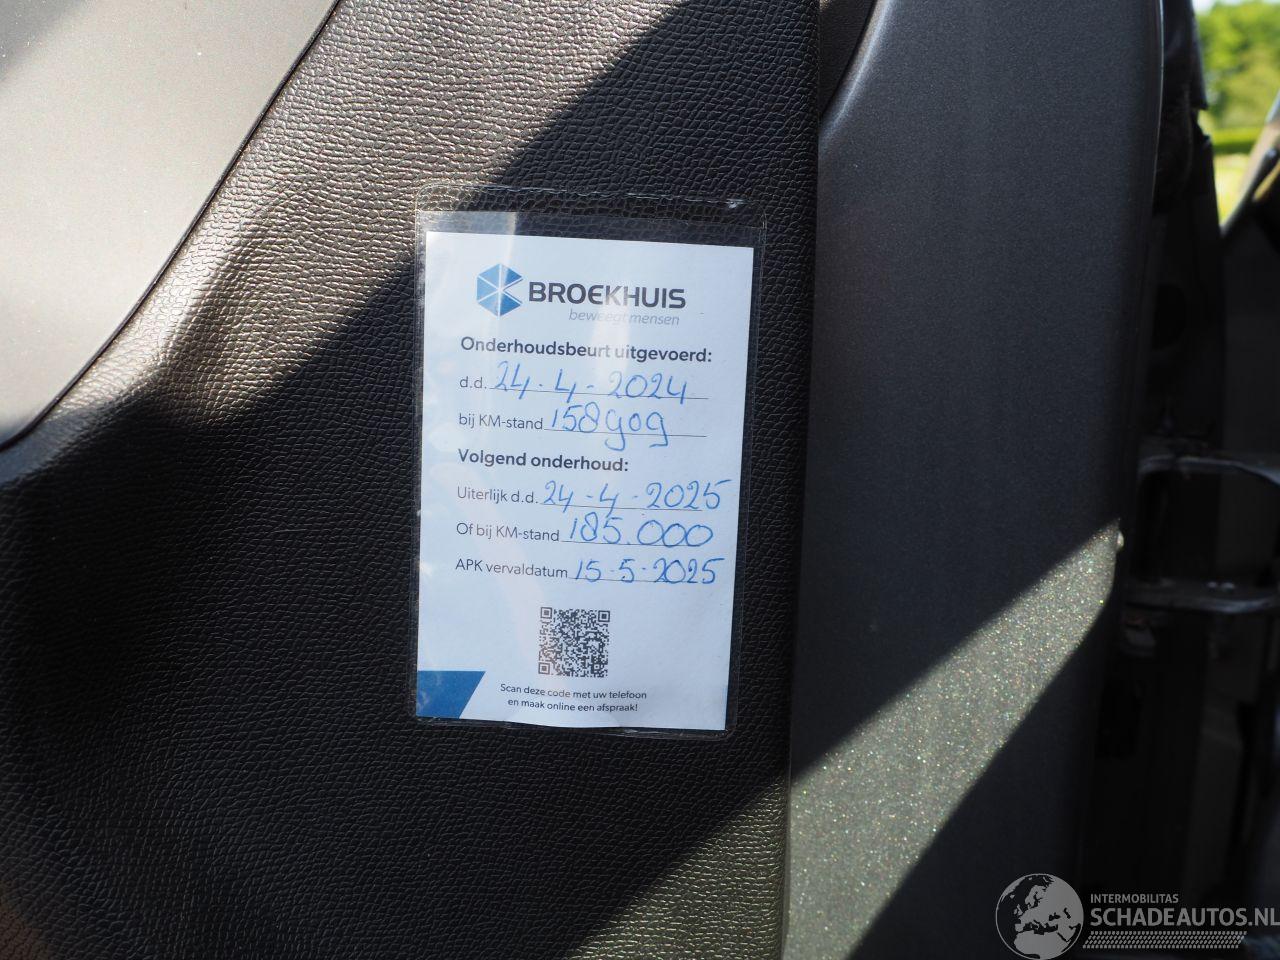 BROEKHUIS
beweegt mensen
Onderhoudsbeurt uitgevoerd:
d.d. 24-4-2024
bij KM-stand 158909
Volgend onderhoud:
Uiterlijk d.d. 24-4-2025
Of bij KM-stand 185.000
APK vervaldatum 15-5-2025
Scan deze code met uw telefoon
en maak online een afspraak!
INTERMOBILITAS
SCHADEAUTOS.NL